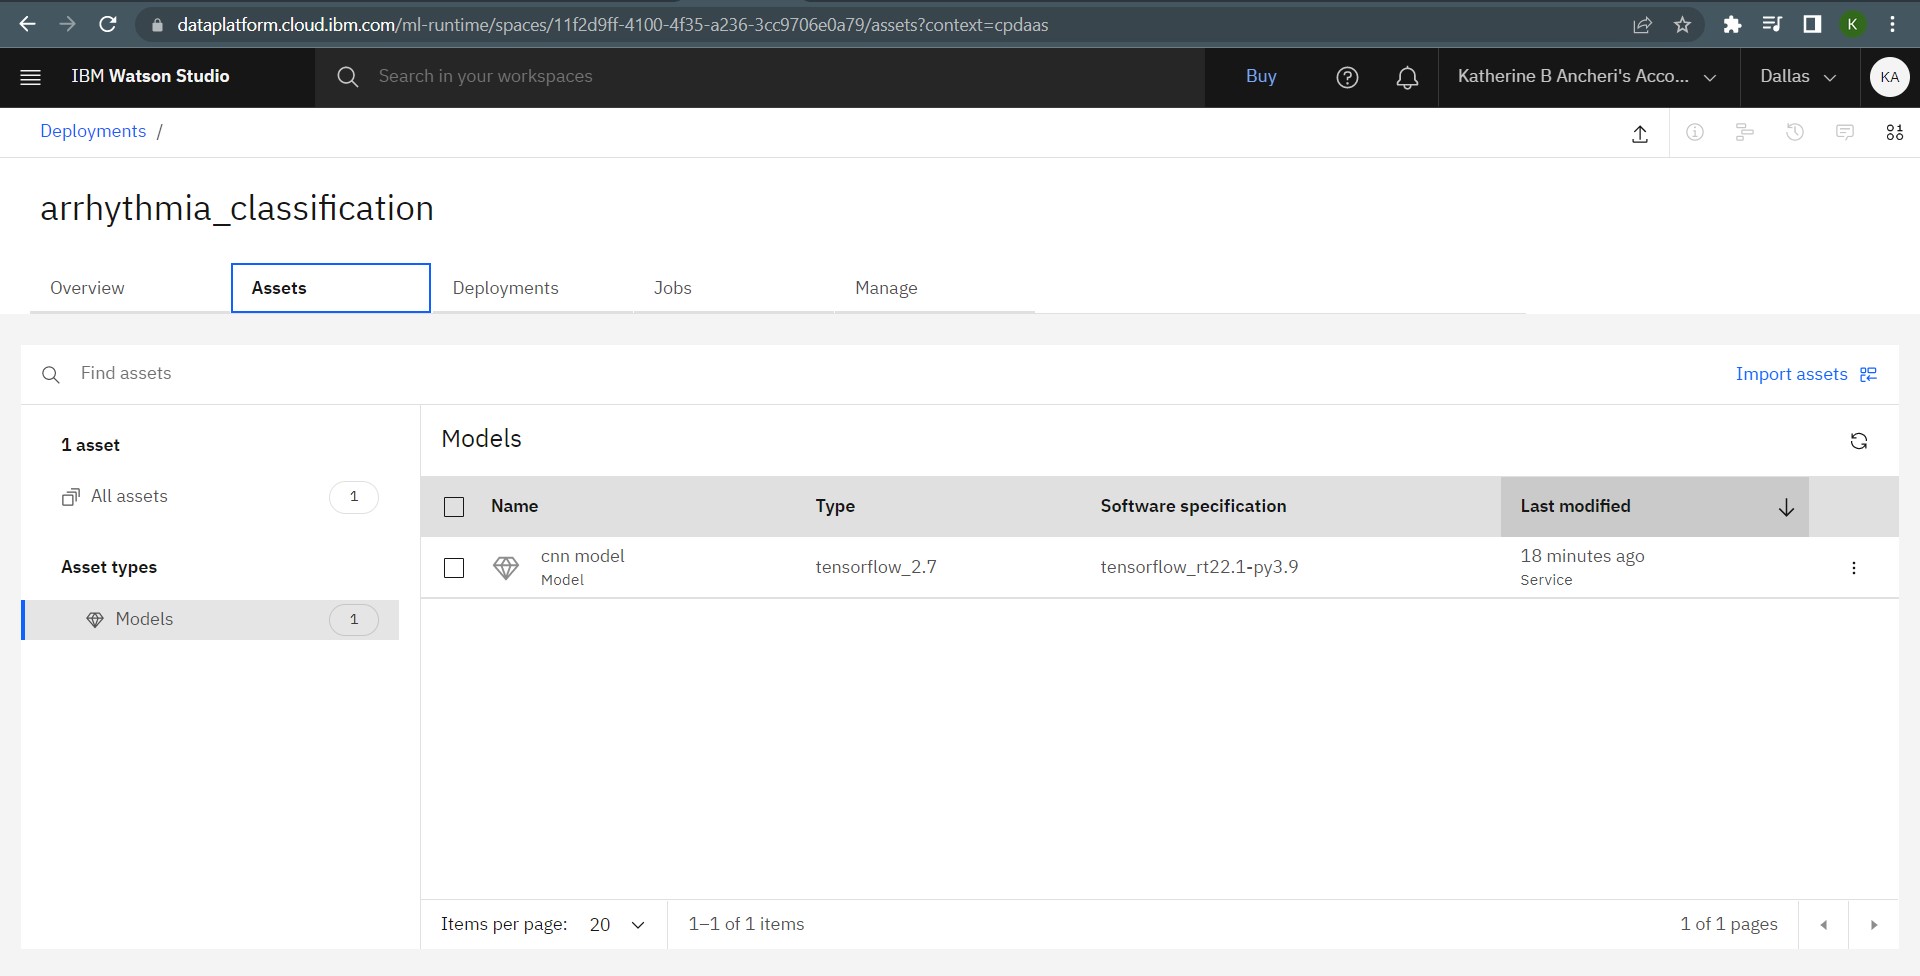 dataplatform.cloud.ibm.com/ml-runtime/spaces/11f2d9ff-4100-4f35-a236-3cc9706e0a79/assets?context=cpdaas
K
IBM Watson Studio
Search in your workspaces
Buy
Katherine B Ancheri's Acco...
Dallas
KA
Deployments /
arrhythmia_classification
Overview
Assets
Deployments
Jobs
Manage
Find assets
Import assets
1 asset
All assets
1
Asset types
Models
1
Models
Name
Type
Software specification
Last modified
cnn model
Model
tensorflow_2.7
tensorflow_rt22.1-py3.9
18 minutes ago
Service
Items per page: 20
1–1 of 1 items
1 of 1 pages